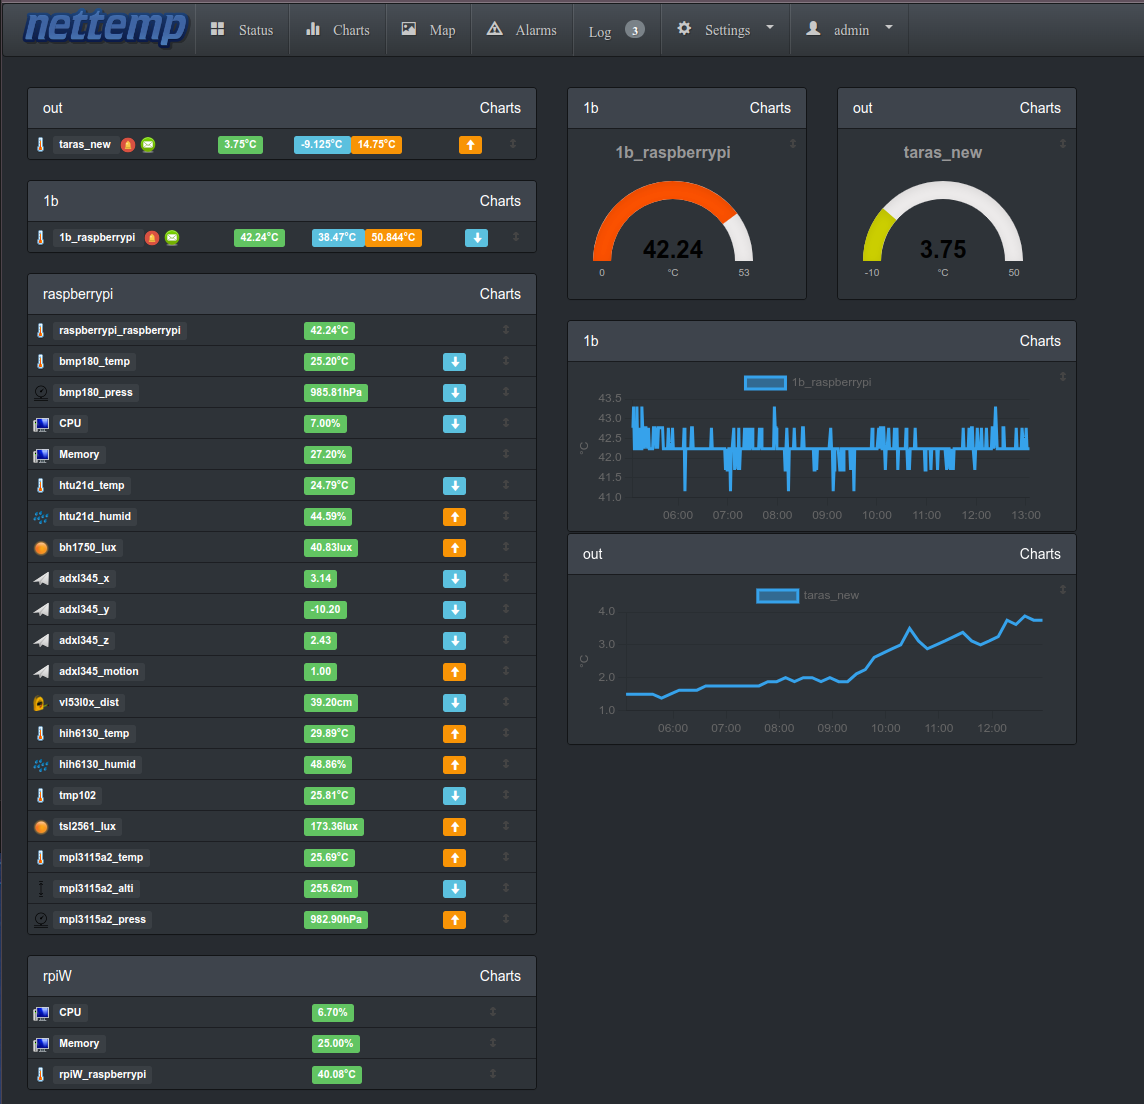 nettemp Status Charts Map Alarms Log 3 Settings admin
out Charts
taras_new 3.75°C -9.125°C 14.75°C
1b Charts
1b_raspberrypi 42.24°C 38.47°C 50.844°C
raspberrypi Charts
raspberrypi_raspberrypi 42.24°C
bmp180_temp 25.20°C
bmp180_press 985.81hPa
CPU 7.00%
Memory 27.20%
htu21d_temp 24.79°C
htu21d_humid 44.59%
bh1750_lux 40.83lux
adxl345_x 3.14
adxl345_y -10.20
adxl345_z 2.43
adxl345_motion 1.00
vl53l0x_dist 39.20cm
hih6130_temp 29.89°C
hih6130_humid 48.86%
tmp102 25.81°C
tsl2561_lux 173.36lux
mpl3115a2_temp 25.69°C
mpl3115a2_alti 255.62m
mpl3115a2_press 982.90hPa
rpiW Charts
CPU 6.70%
Memory 25.00%
rpiW_raspberrypi 40.08°C
1b Charts
1b_raspberrypi
42.24
0 °C 53
out Charts
taras_new
3.75
-10 °C 50
1b Charts
1b_raspberrypi
°C
43.5
43.0
42.5
42.0
41.5
41.0
06:00 07:00 08:00 09:00 10:00 11:00 12:00 13:00
out Charts
taras_new
°C
4.0
3.0
2.0
1.0
06:00 07:00 08:00 09:00 10:00 11:00 12:00